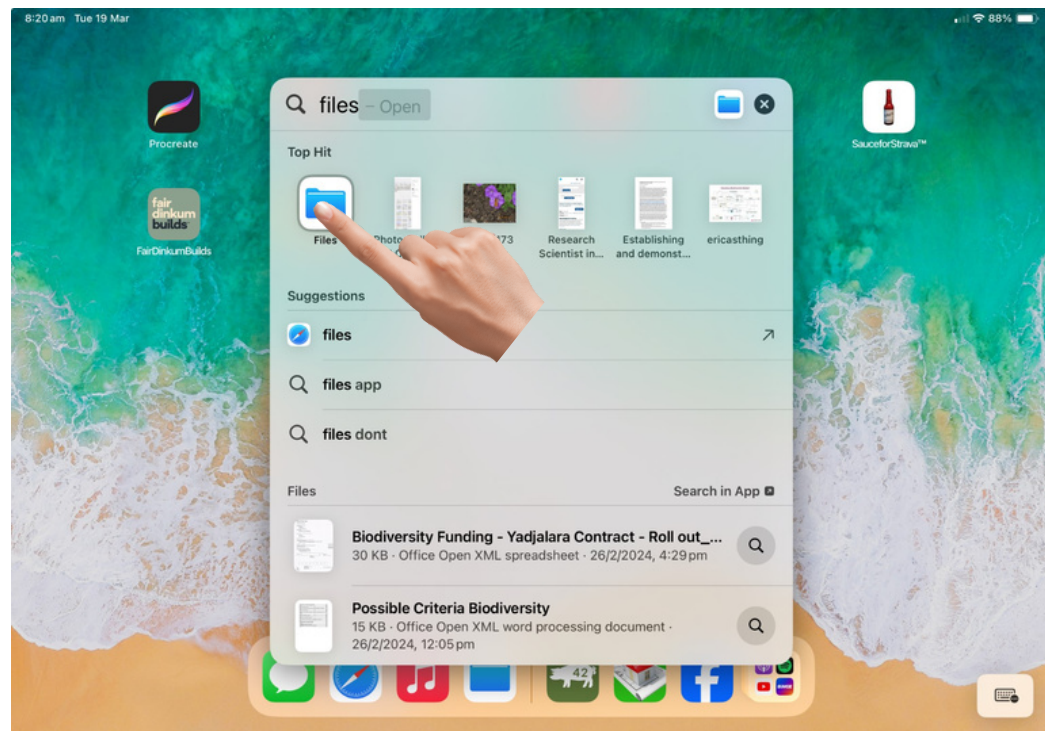 8:20 am Tue 19 Mar
88%
files – Open
Procreate
SauceforStrava™
Top Hit
fair
dinkum
builds
FairDinkumBuilds
Files
73
Research
Scientist in...
Establishing
and demonst...
ericasthing
Suggestions
files
files app
files dont
Files
Search in App
Biodiversity Funding - Yadjalara Contract - Roll out_...
30 KB · Office Open XML spreadsheet · 26/2/2024, 4:29 pm
Possible Criteria Biodiversity
15 KB · Office Open XML word processing document ·
26/2/2024, 12:05 pm
42